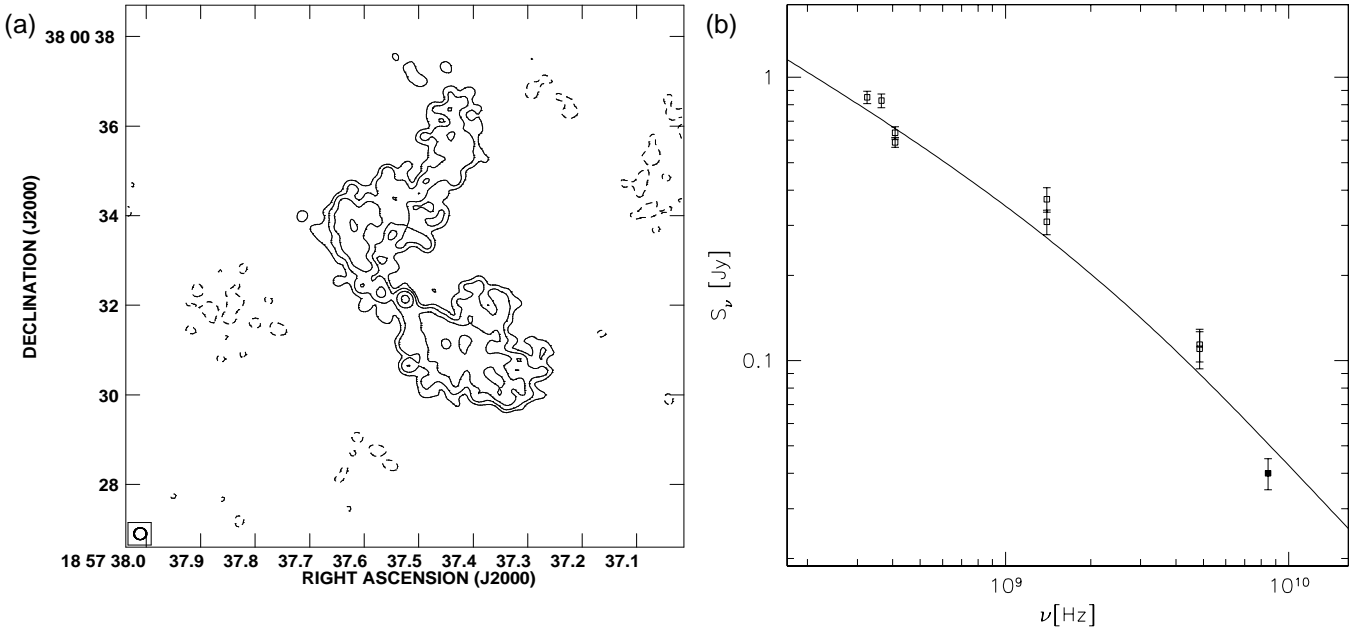 (a)
38 00 38
36
34
32
30
28
DECLINATION (J2000)
18 57 38.0 37.9 37.8 37.7 37.6 37.5 37.4 37.3 37.2 37.1
RIGHT ASCENSION (J2000)
(b)
1
0.1
S_ν [Jy]
10⁹ 10¹⁰
ν[Hz]